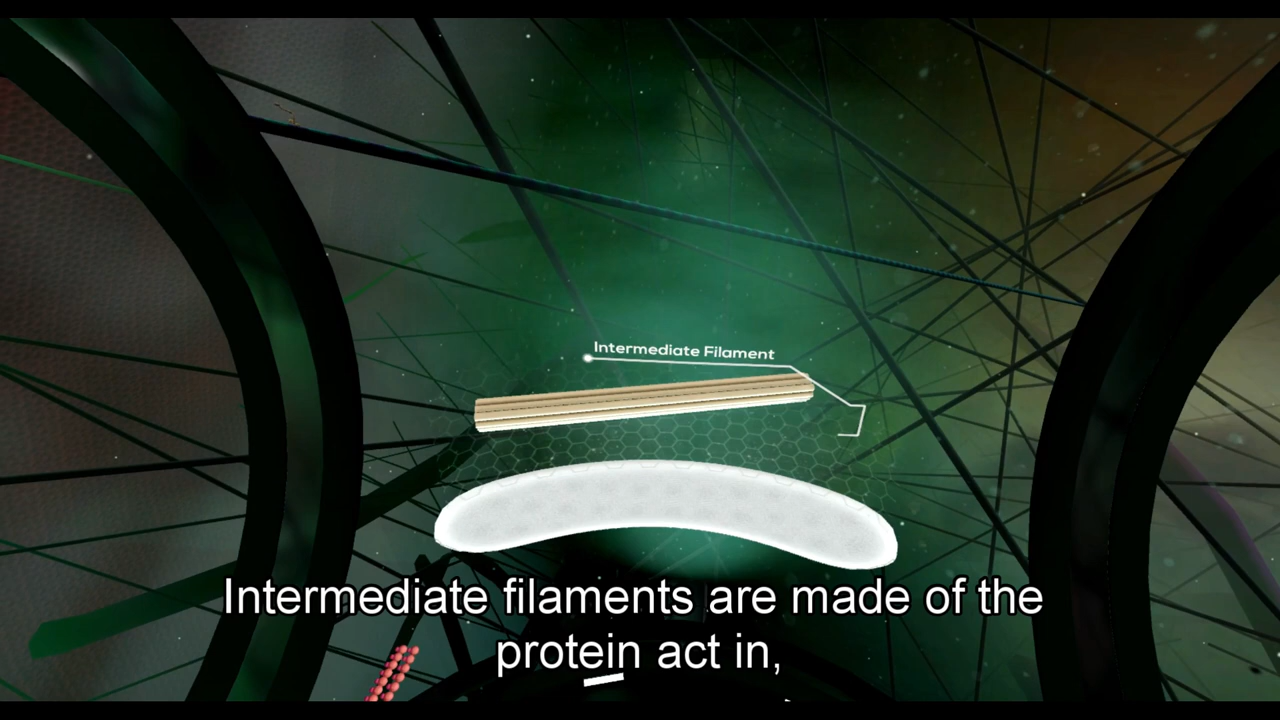 Intermediate Filament
Intermediate filaments are made of the
protein act in,